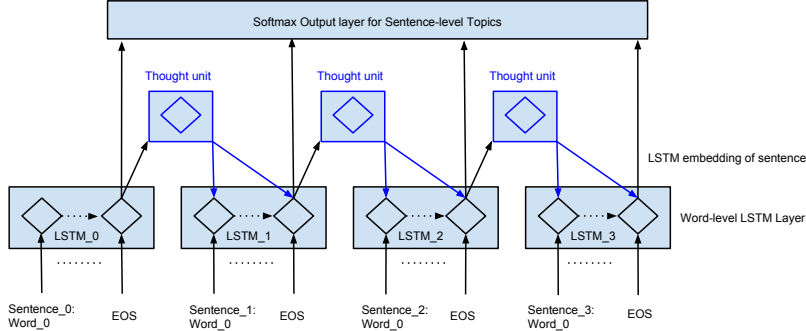 Softmax Output layer for Sentence-level Topics
Thought unit
Thought unit
Thought unit
LSTM embedding of sentence
Word-level LSTM Layer
LSTM_0
LSTM_1
LSTM_2
LSTM_3
Sentence_0:
Word_0
EOS
Sentence_1:
Word_0
EOS
Sentence_2:
Word_0
EOS
Sentence_3:
Word_0
EOS